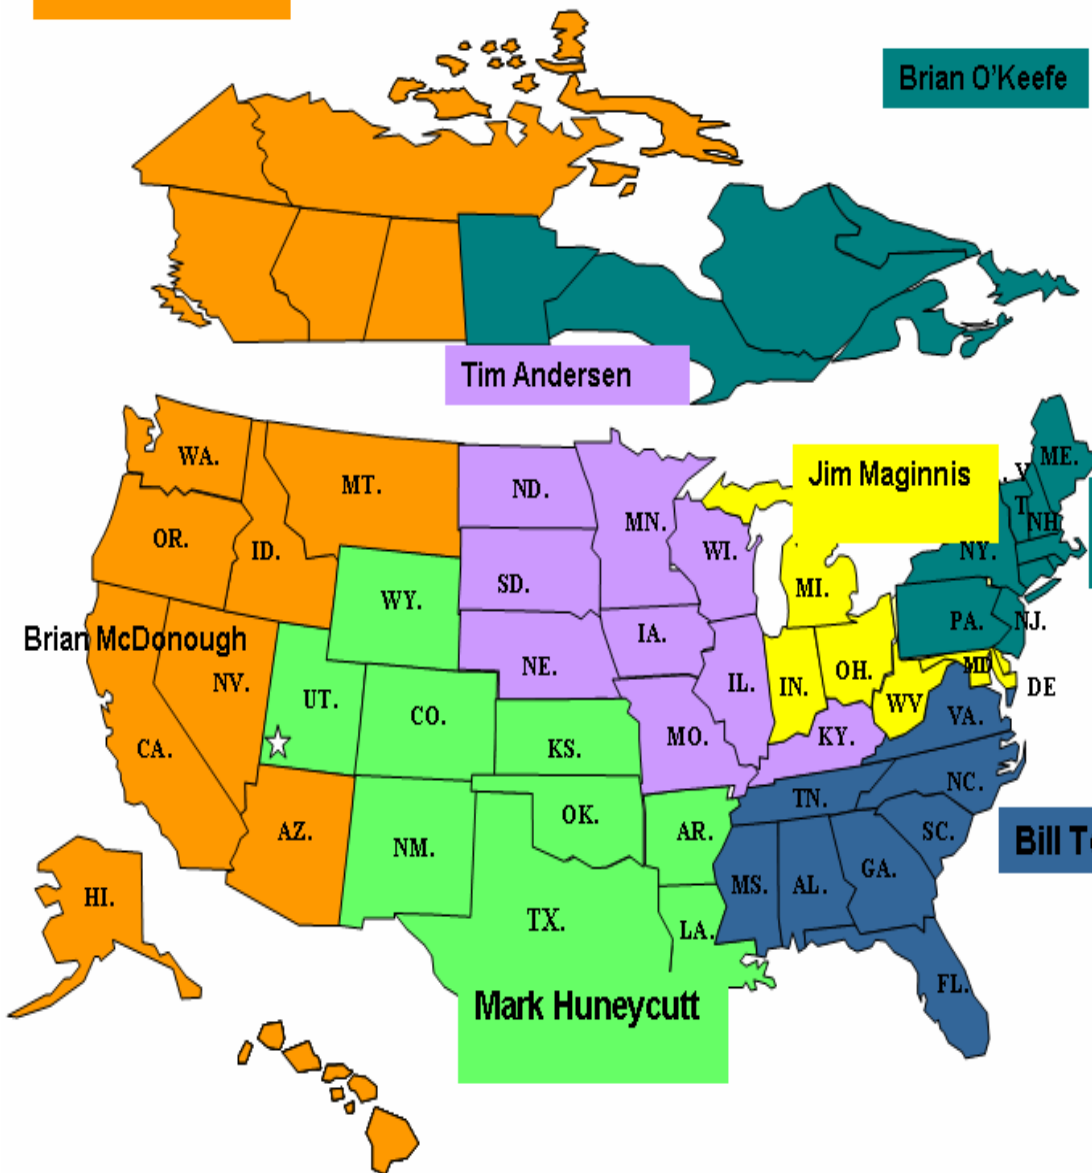 Brian O'Keefe
Tim Andersen
Jim Maginnis
WA.
MT.
ND.
MN.
ME.
V
T
NH
OR.
ID.
SD.
WI.
NY.
WY.
MI.
Brian McDonough
NE.
IA.
PA.
NJ.
NV.
UT.
CO.
IL.
IN.
OH.
MD
DE
WV
VA.
CA.
KS.
MO.
KY.
NC.
TN.
AZ.
NM.
OK.
AR.
SC.
Bill
MS.
AL.
GA.
HI.
TX.
LA.
FL.
Mark Huneycutt